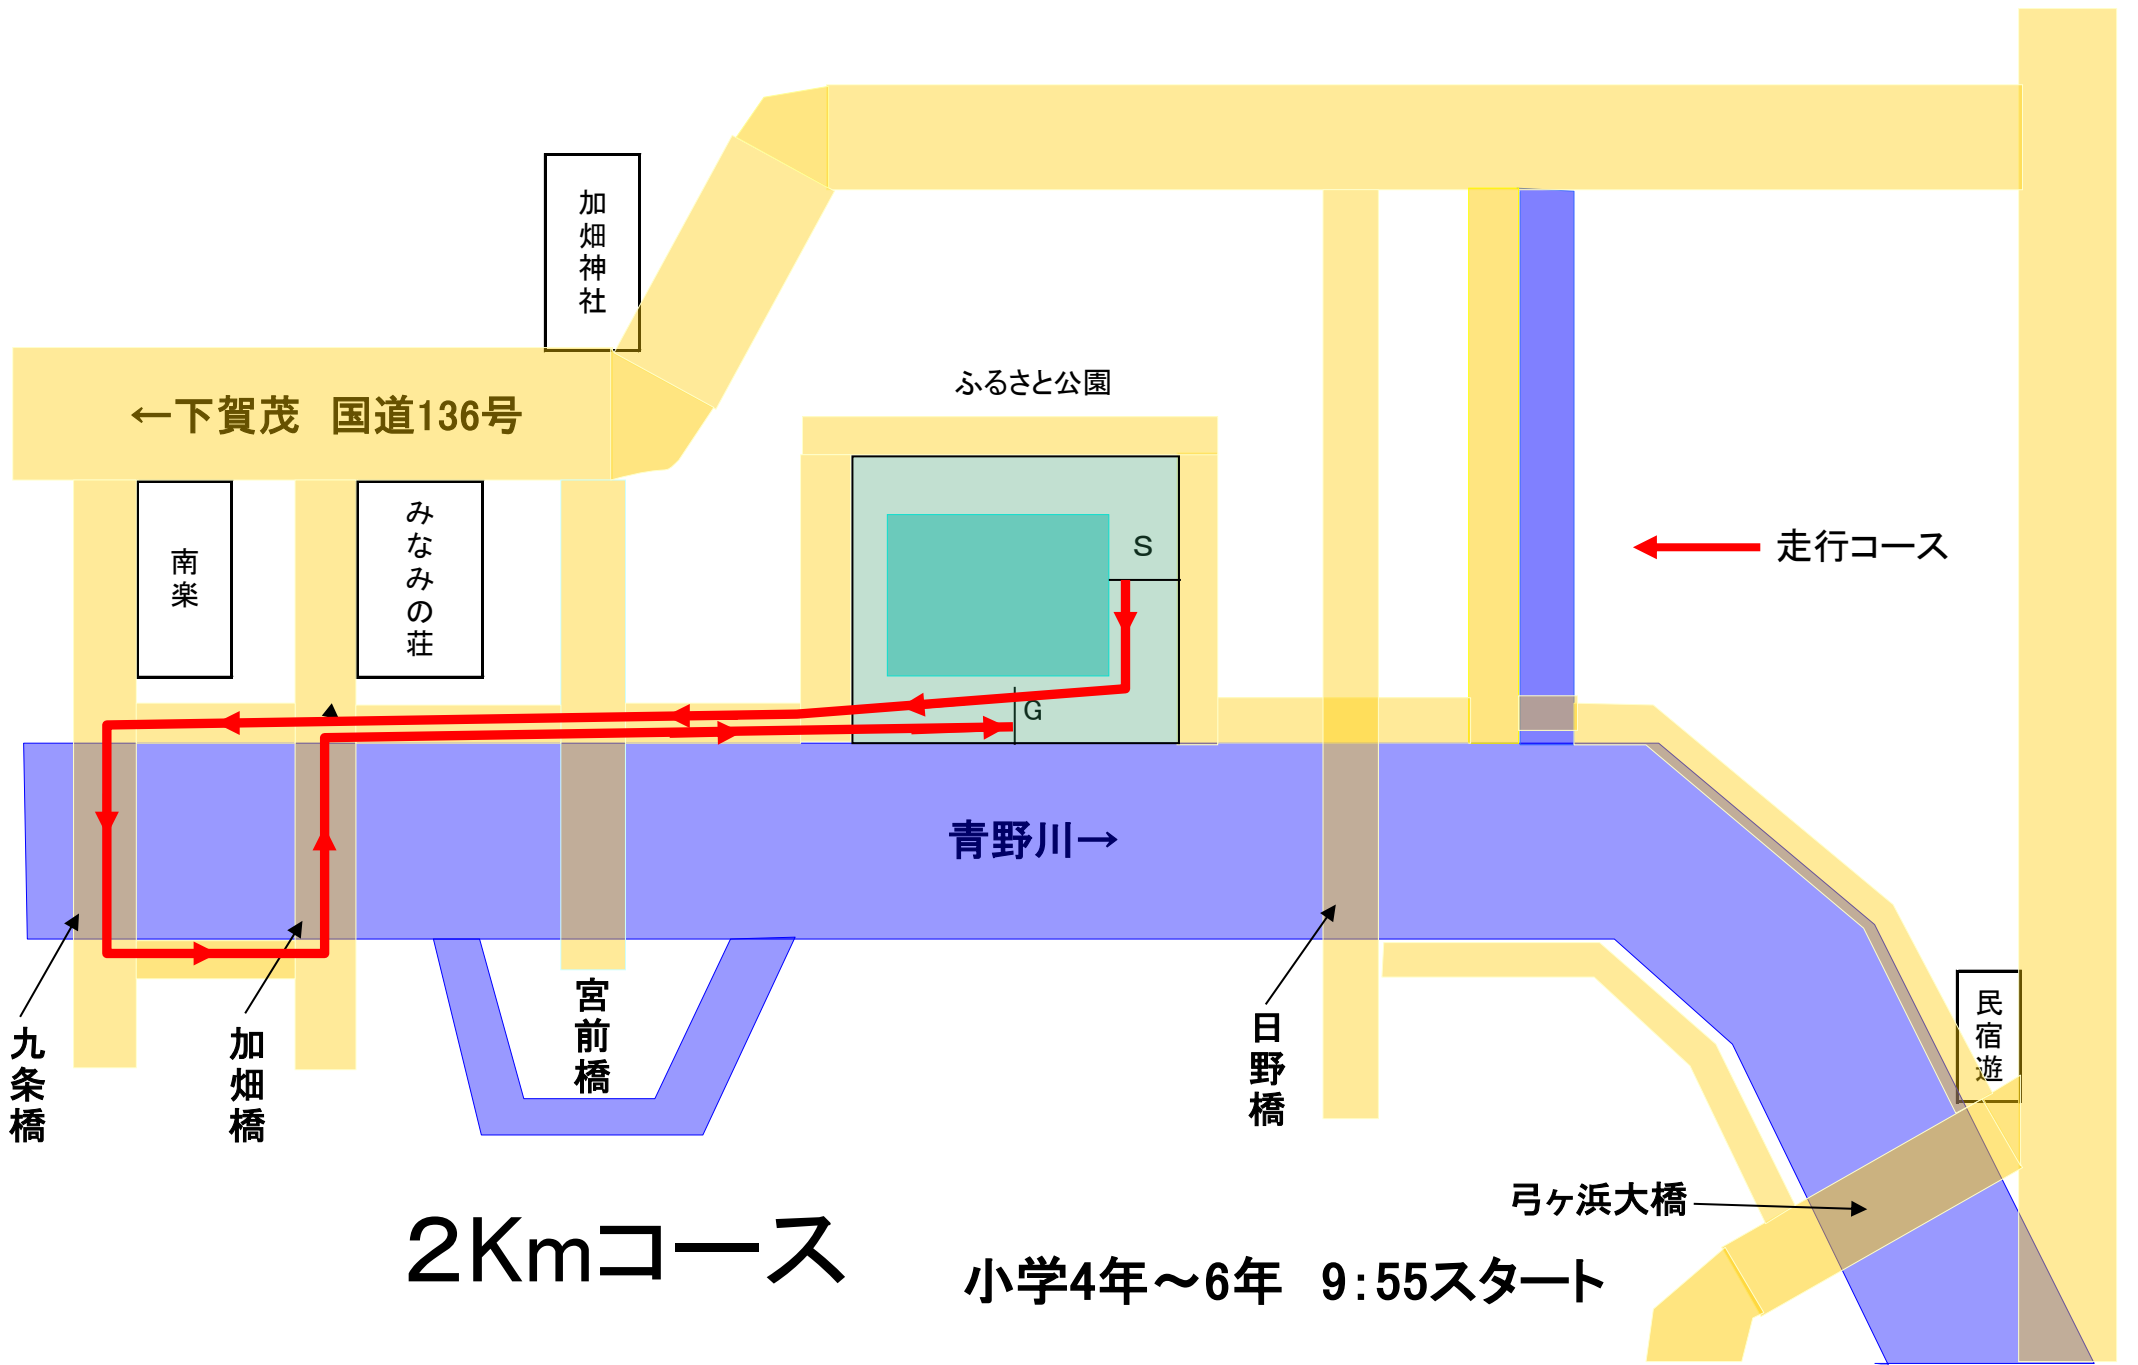 加畑神社
ふるさと公園
←下賀茂　国道136号
南楽
みなみの荘
S
走行コース
G
青野川→
九条橋
加畑橋
宮前橋
日野橋
民宿遊
弓ヶ浜大橋
２Kmコース
小学4年～6年　9：55スタート